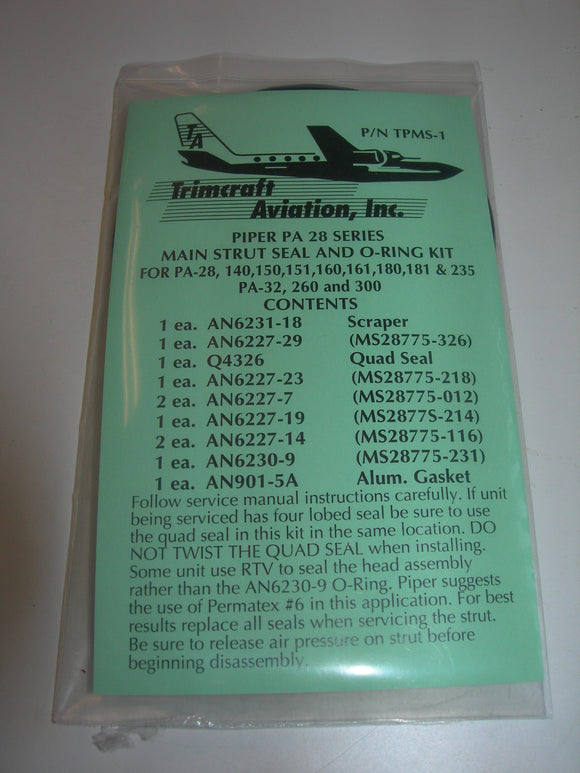 P/N TPMS-1
TA
Trimcraft
Aviation, Inc.
PIPER PA 28 SERIES
MAIN STRUT SEAL AND O-RING KIT
FOR PA-28, 140,150,151,160,161,180,181 & 235
PA-32, 260 and 300
CONTENTS
1 ea. AN6231-18 Scraper
1 ea. AN6227-29 (MS28775-326)
1 ea. Q4326 Quad Seal
1 ea. AN6227-23 (MS28775-218)
2 ea. AN6227-7 (MS28775-012)
1 ea. AN6227-19 (MS2877S-214)
2 ea. AN6227-14 (MS28775-116)
1 ea. AN6230-9 (MS28775-231)
1 ea. AN901-5A Alum. Gasket
Follow service manual instructions carefully. If unit
being serviced has four lobed seal be sure to use
the quad seal in this kit in the same location. DO
NOT TWIST THE QUAD SEAL when installing.
Some unit use RTV to seal the head assembly
rather than the AN6230-9 O-Ring. Piper suggests
the use of Permatex #6 in this application. For best
results replace all seals when servicing the strut.
Be sure to release air pressure on strut before
beginning disassembly.